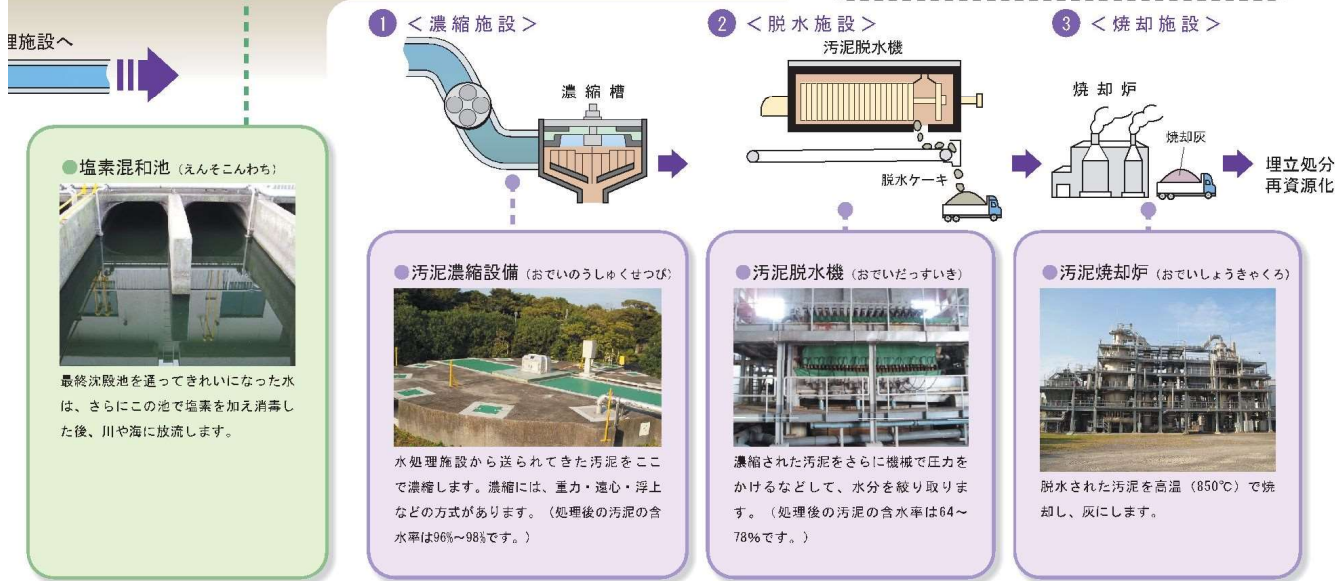 理施設へ
1 ＜濃縮施設＞
濃縮槽
2 ＜脱水施設＞
汚泥脱水機
脱水ケーキ
3 ＜焼却施設＞
焼却炉
焼却灰
埋立処分
再資源化
●塩素混和池（えんそこんわち）
最終沈殿池を通ってきれいになった水
は、さらにこの池で塩素を加え消毒し
た後、川や海に放流します。
●汚泥濃縮設備（おでいのうしゅくせつび）
水処理施設から送られてきた汚泥をここ
で濃縮します。濃縮には、重力・遠心・浮上
などの方式があります。（処理後の汚泥の含
水率は96%～98%です。）
●汚泥脱水機（おでいだっすいき）
濃縮された汚泥をさらに機械で圧力を
かけるなどして、水分を絞り取りま
す。（処理後の汚泥の含水率は64～
78%です。）
●汚泥焼却炉（おでいしょうきゃくろ）
脱水された汚泥を高温（850℃）で焼
却し、灰にします。